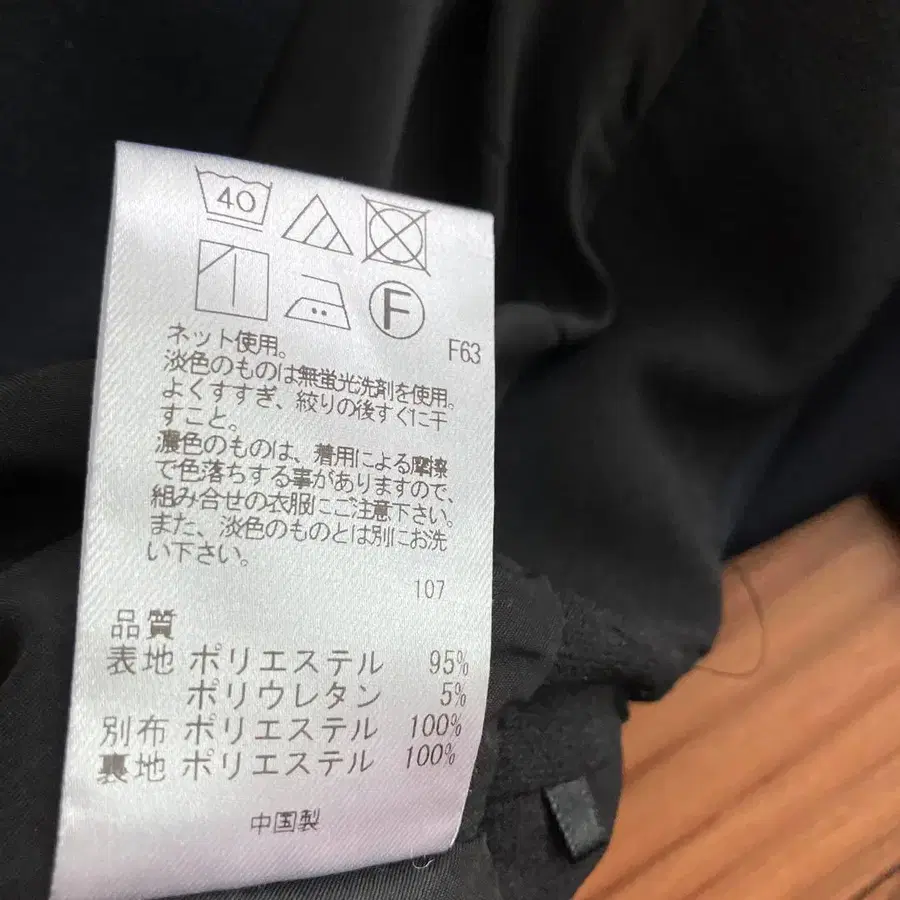 40
F
F63
ネット使用。
淡色のものは無蛍光洗剤を使用。
よくすすぎ、絞りの後すぐに干
すこと。
濃色のものは、着用による摩擦
で色落ちする事がありますので、
組み合せの衣服にご注意下さい。
また、淡色のものとは別にお洗
い下さい。
107
品質
表地 ポリエステル 95%
ポリウレタン 5%
別布 ポリエステル 100%
裏地 ポリエステル 100%
中国製